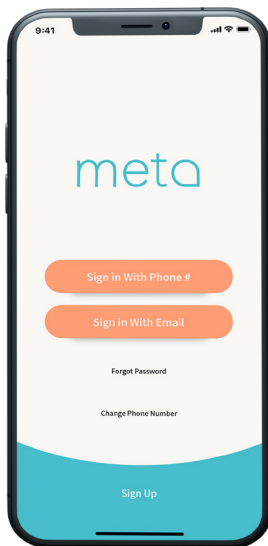 9:41
meta
Sign in With Phone #
Sign in With Email
Forgot Password
Change Phone Number
Sign Up